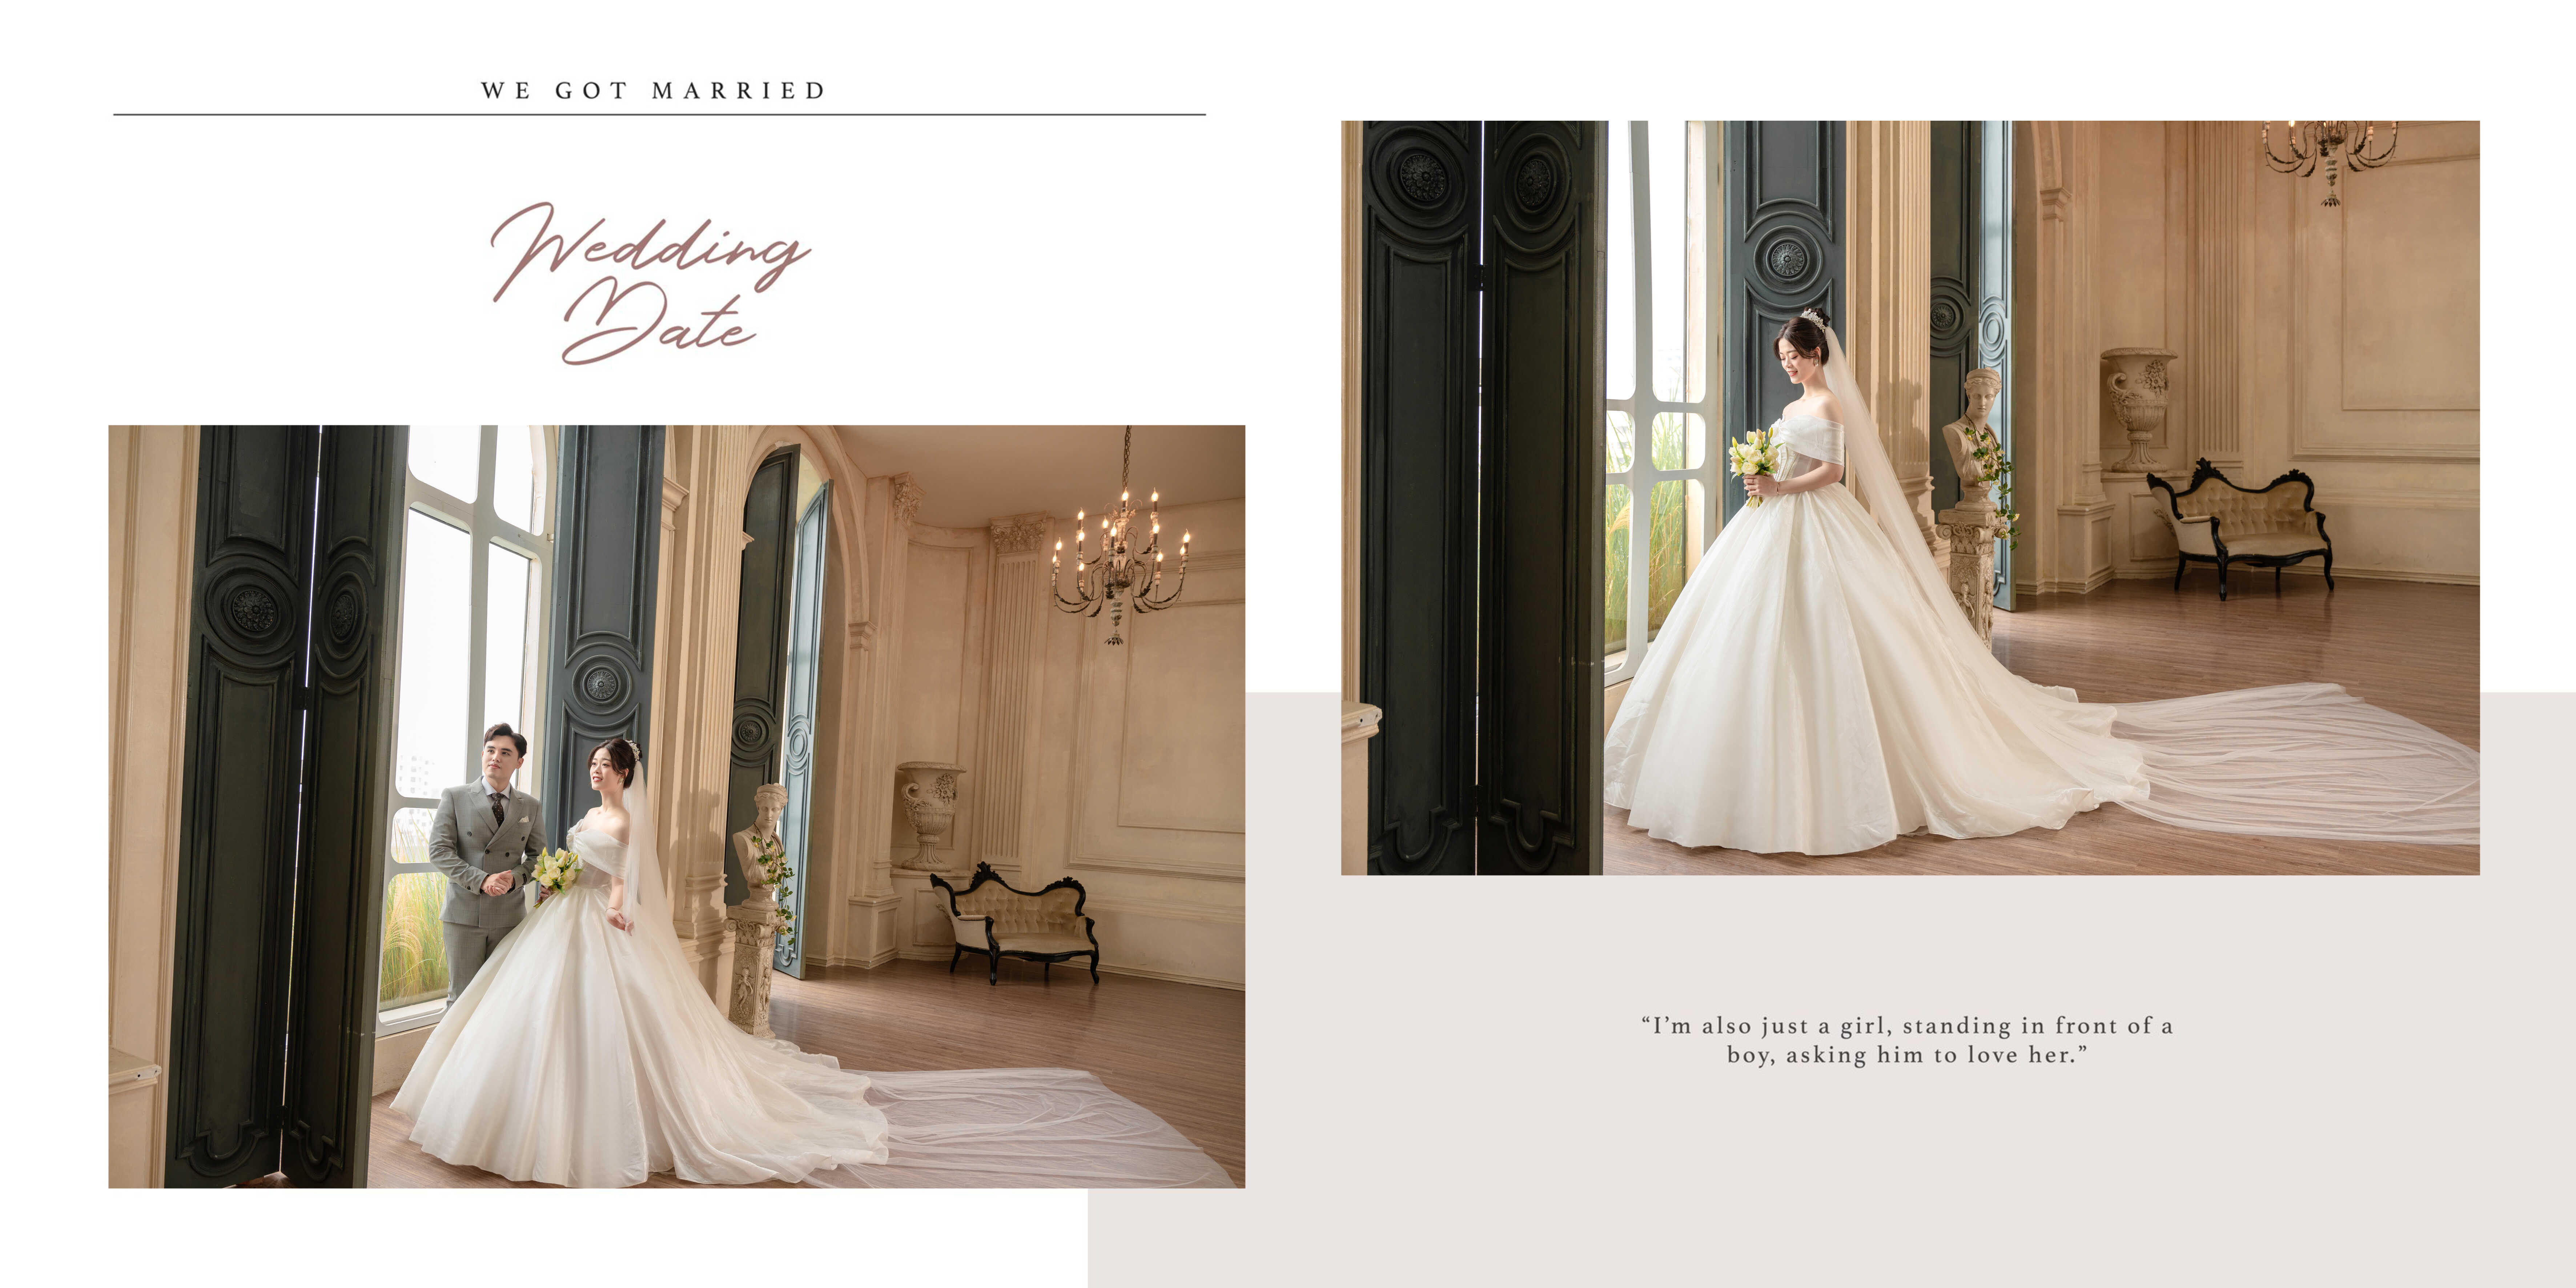 WE GOT MARRIED
Wedding
Date
“I’m also just a girl, standing in front of a
boy, asking him to love her.”